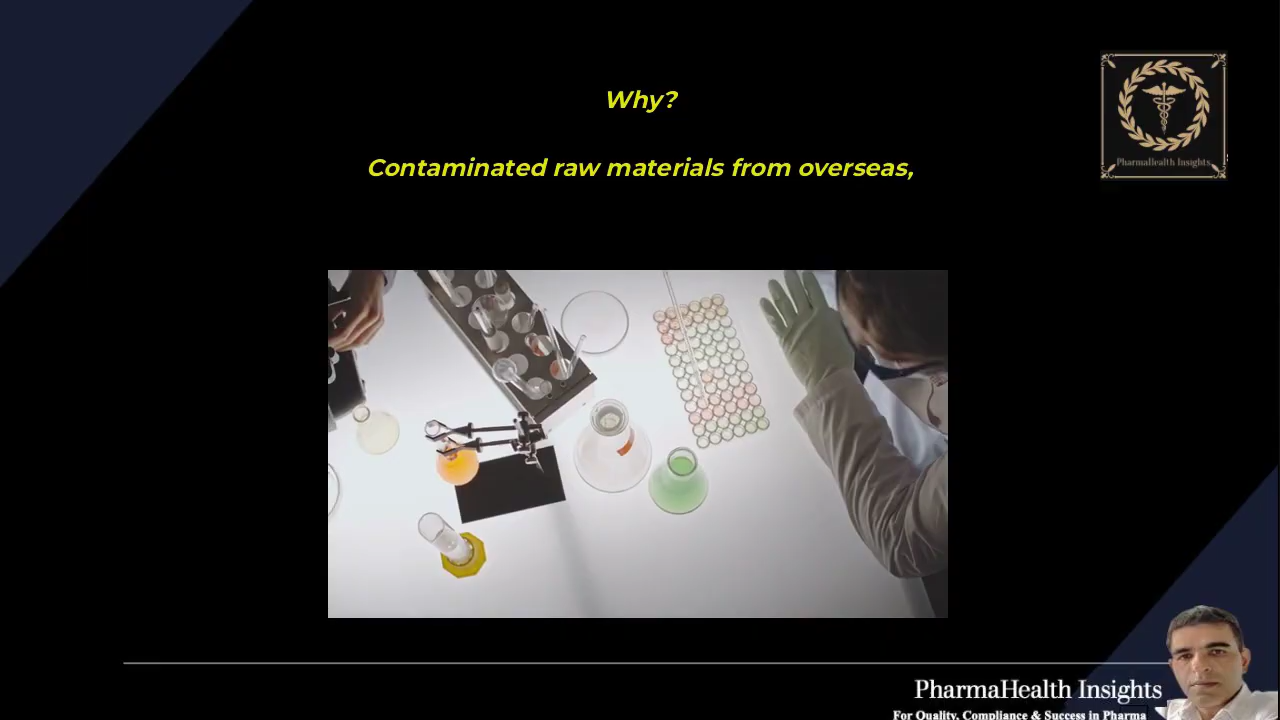 Why?
Contaminated raw materials from overseas,
PharmaHealth Insights
PharmaHealth Insights
For Quality, Compliance & Success in Pharma